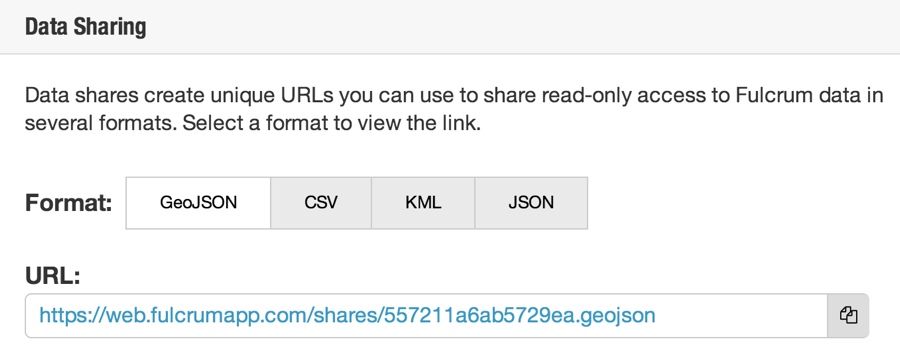 Data Sharing
Data shares create unique URLs you can use to share read-only access to Fulcrum data in
several formats. Select a format to view the link.
Format: GeoJSON CSV KML JSON
URL:
https://web.fulcrumapp.com/shares/557211a6ab5729ea.geojson